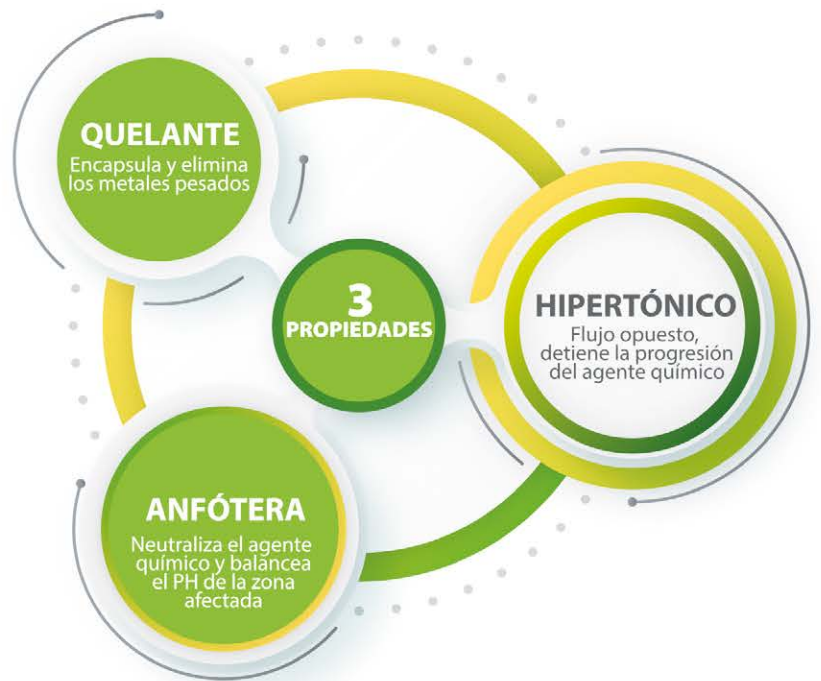 QUELANTE
Encapsula y elimina
los metales pesados
3
PROPIEDADES
HIPERTÓNICO
Flujo opuesto,
detiene la progresión
del agente químico
ANFÓTERA
Neutraliza el agente
químico y balancea
el PH de la zona
afectada